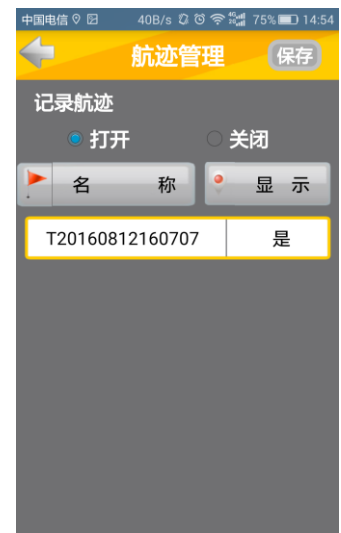 中国电信 40B/s 4G 75% 14:54
航迹管理 保存
记录航迹
打开 关闭
名 称 显 示
T20160812160707 是